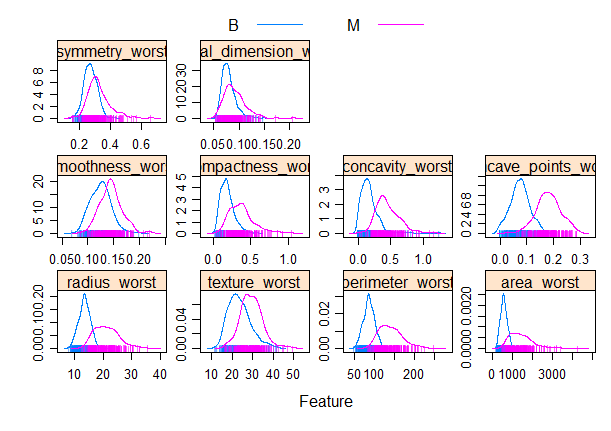 B M
symmetry_worst al_dimension_w
0 2 4 6 8 0 10 20 30
0.2 0.4 0.6 0.05 0.10 0.15 0.20
moothness_wor ompactness_wor concavity_worst cave_points_wo
0 5 10 20 0 1 2 3 4 5 0 1 2 3 0 2 4 6 8
0.05 0.10 0.15 0.20 0.0 0.5 1.0 0.0 0.5 1.0 0.0 0.1 0.2 0.3
radius_worst texture_worst perimeter_worst area_worst
0.00 0.10 0.20 0.00 0.04 0.00 0.02 0.0000 0.0020
10 20 30 40 10 20 30 40 50 50 100 200 0 1000 3000
Feature